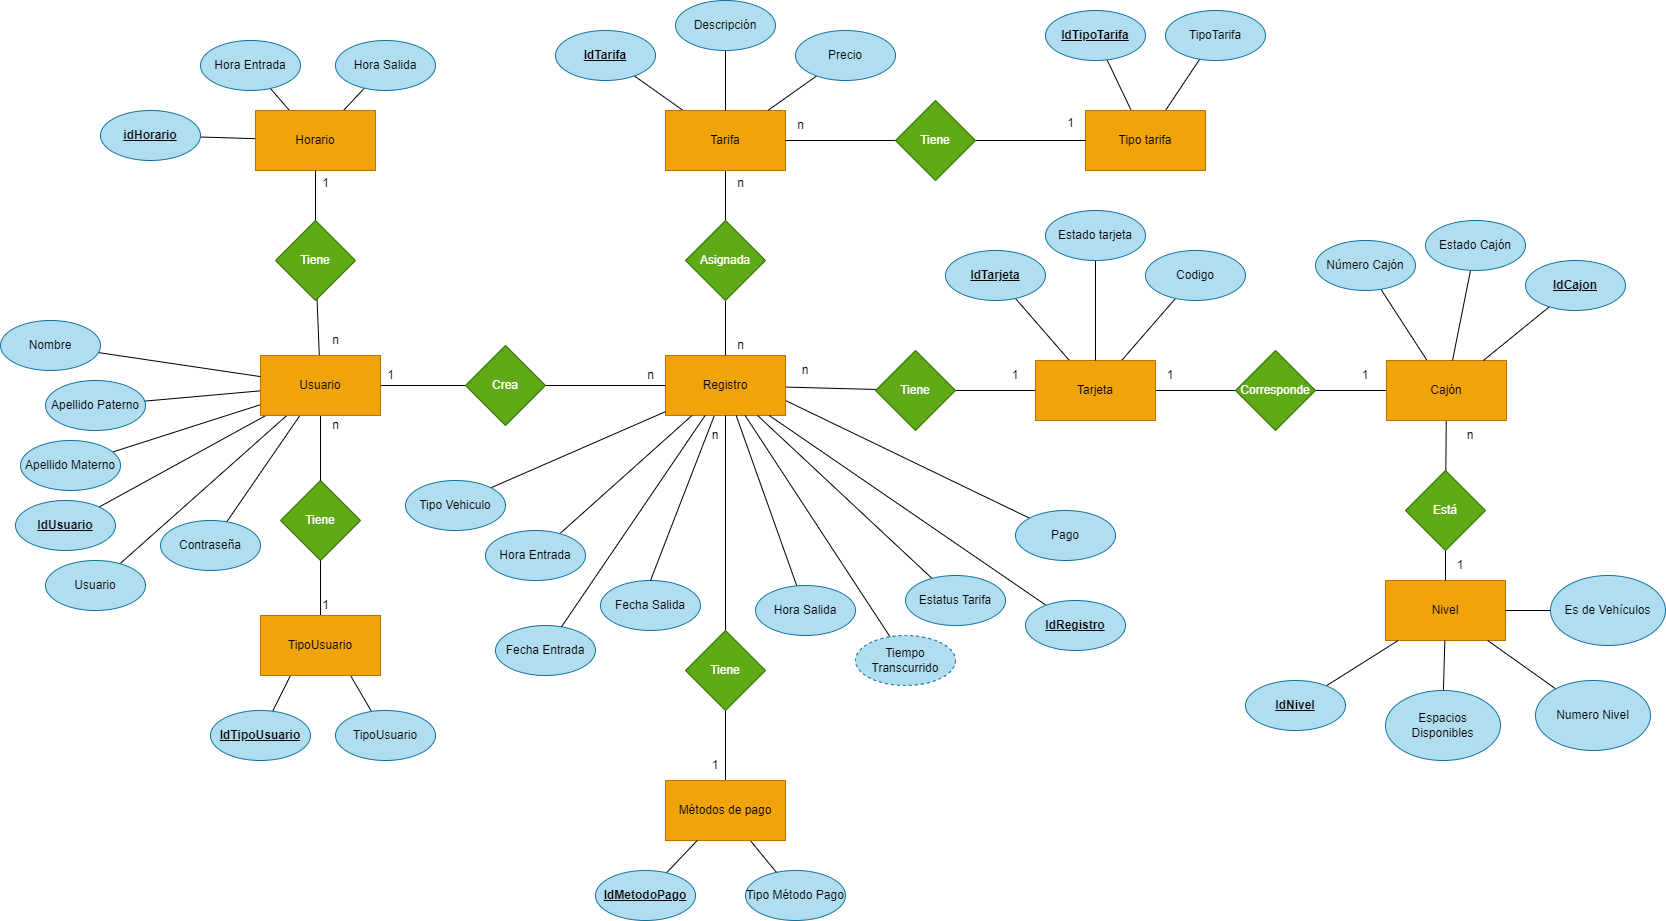 Descripción
IdTipoTarifa
TipoTarifa
IdTarifa
Precio
Hora Entrada
Hora Salida
idHorario
Horario
Tarifa
n
Tiene
1
Tipo tarifa
1
n
Tiene
Asignada
Estado tarjeta
IdTarjeta
Codigo
Número Cajón
Estado Cajón
IdCajon
n
n
Nombre
Usuario
1
Crea
n
Registro
n
Tiene
1
Tarjeta
1
Corresponde
1
Cajón
Apellido Paterno
n
n
n
Apellido Materno
IdUsuario
Tiene
Tipo Vehiculo
Está
Contraseña
Hora Entrada
Pago
1
Usuario
1
Fecha Salida
Hora Salida
Estatus Tarifa
IdRegistro
Nivel
Es de Vehículos
TipoUsuario
Fecha Entrada
Tiempo
Transcurrido
Tiene
IdTipoUsuario
TipoUsuario
IdNivel
Espacios
Disponibles
Numero Nivel
1
Métodos de pago
IdMetodoPago
Tipo Método Pago